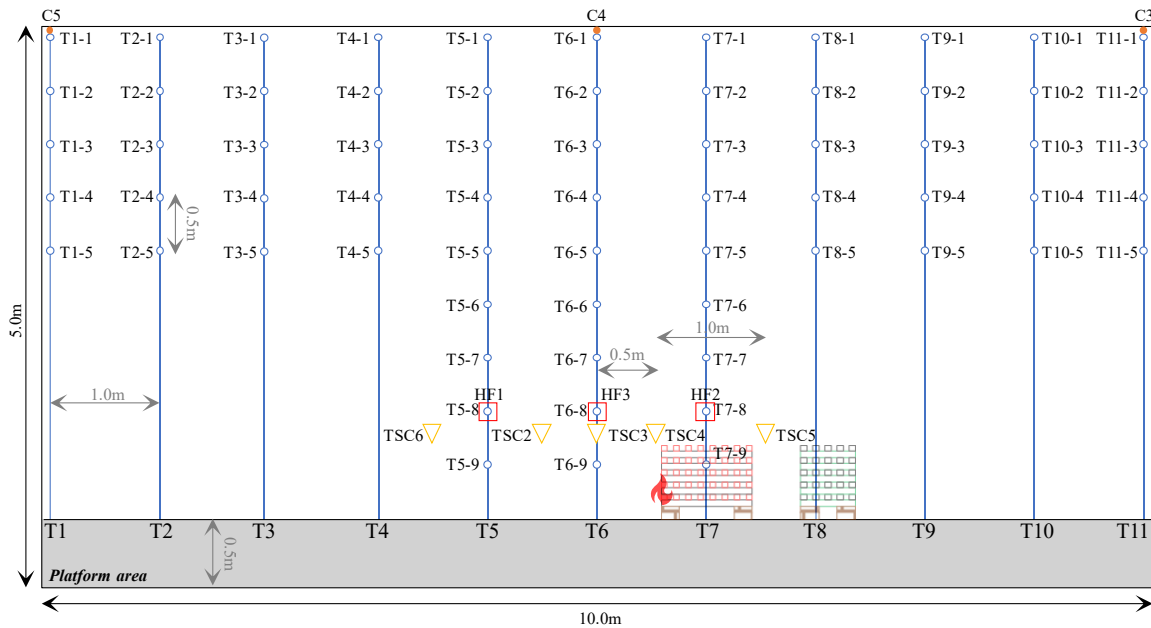 C5 C4 C3
T1-1 T2-1 T3-1 T4-1 T5-1 T6-1 T7-1 T8-1 T9-1 T10-1 T11-1
T1-2 T2-2 T3-2 T4-2 T5-2 T6-2 T7-2 T8-2 T9-2 T10-2 T11-2
T1-3 T2-3 T3-3 T4-3 T5-3 T6-3 T7-3 T8-3 T9-3 T10-3 T11-3
T1-4 T2-4 T3-4 T4-4 T5-4 T6-4 T7-4 T8-4 T9-4 T10-4 T11-4
0.5m
T1-5 T2-5 T3-5 T4-5 T5-5 T6-5 T7-5 T8-5 T9-5 T10-5 T11-5
T5-6 T6-6 T7-6
5.0m
1.0m
T5-7 T6-7 T7-7
0.5m
1.0m
HF1 HF3 HF2
T5-8 T6-8 T7-8
TSC6 TSC2 TSC3 TSC4 TSC5
T7-9
T5-9 T6-9
T1 T2 T3 T4 T5 T6 T7 T8 T9 T10 T11
0.5m
Platform area
10.0m